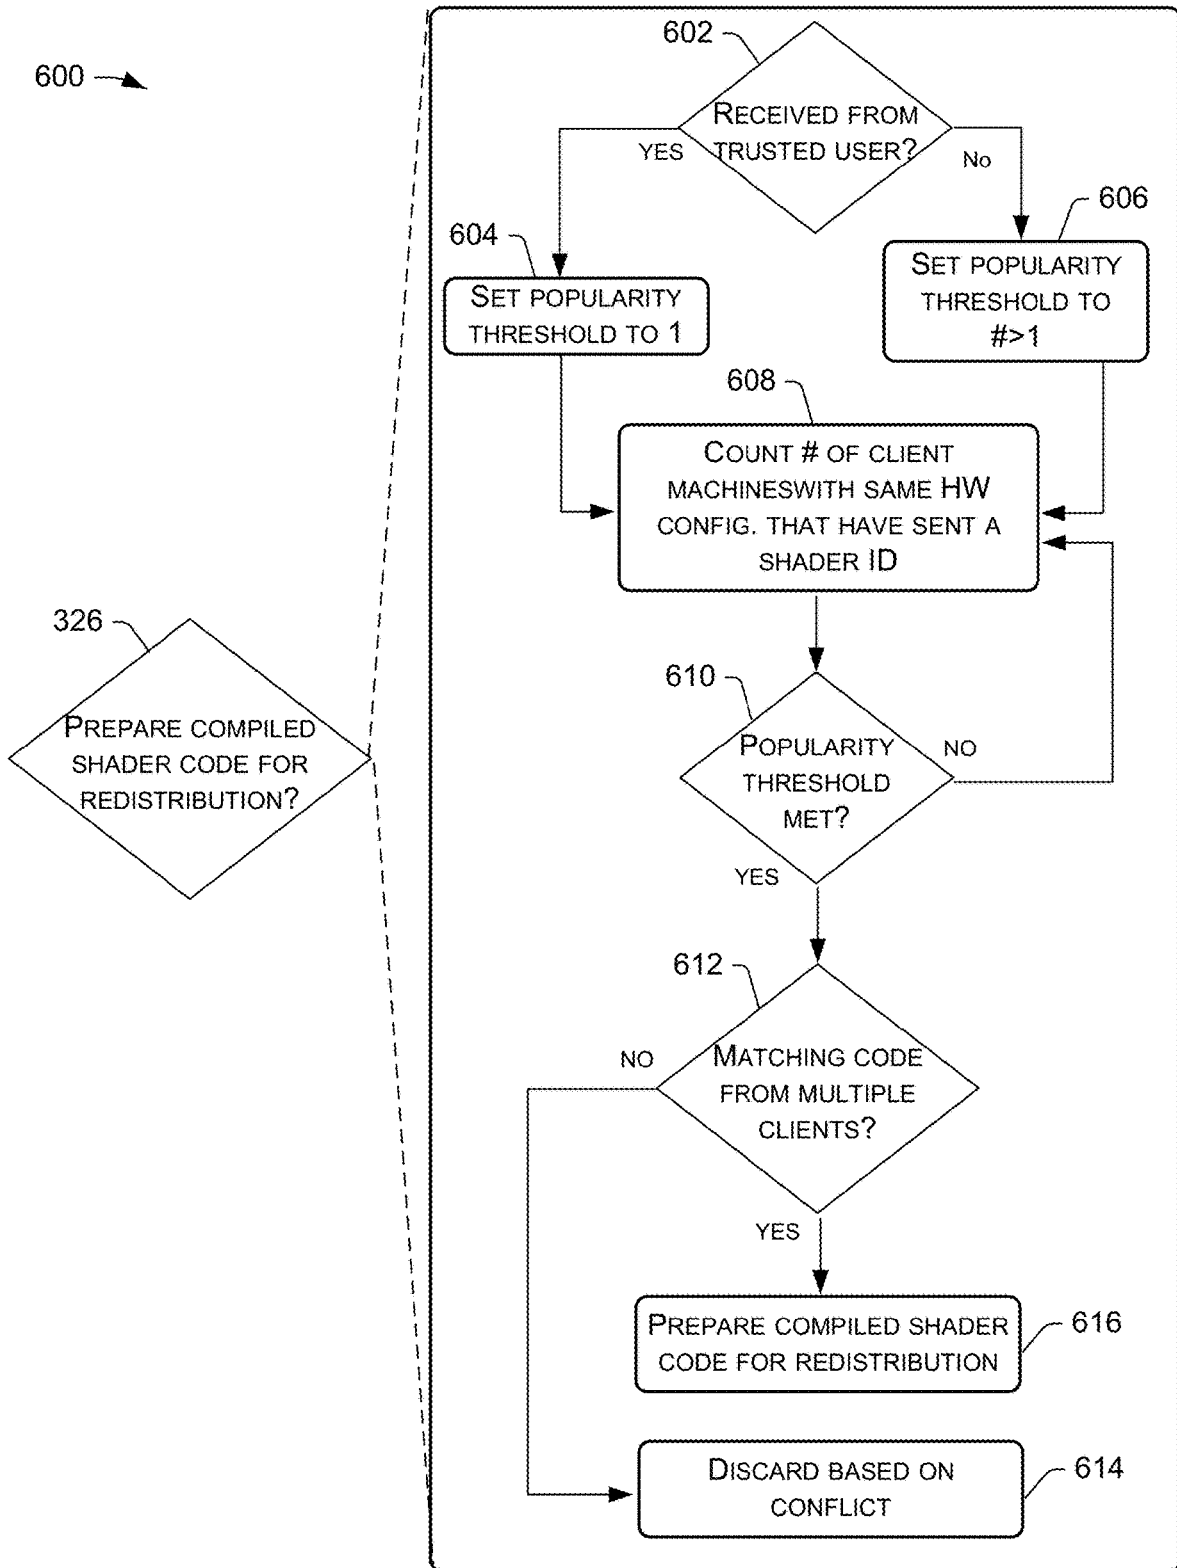 600
602
RECEIVED FROM
TRUSTED USER?
YES
No
604
SET POPULARITY
THRESHOLD TO 1
606
SET POPULARITY
THRESHOLD TO
#>1
608
COUNT # OF CLIENT
MACHINESWITH SAME HW
CONFIG. THAT HAVE SENT A
SHADER ID
326
PREPARE COMPILED
SHADER CODE FOR
REDISTRIBUTION?
610
POPULARITY
THRESHOLD
MET?
NO
YES
612
MATCHING CODE
FROM MULTIPLE
CLIENTS?
NO
YES
PREPARE COMPILED SHADER
CODE FOR REDISTRIBUTION
616
DISCARD BASED ON
CONFLICT
614